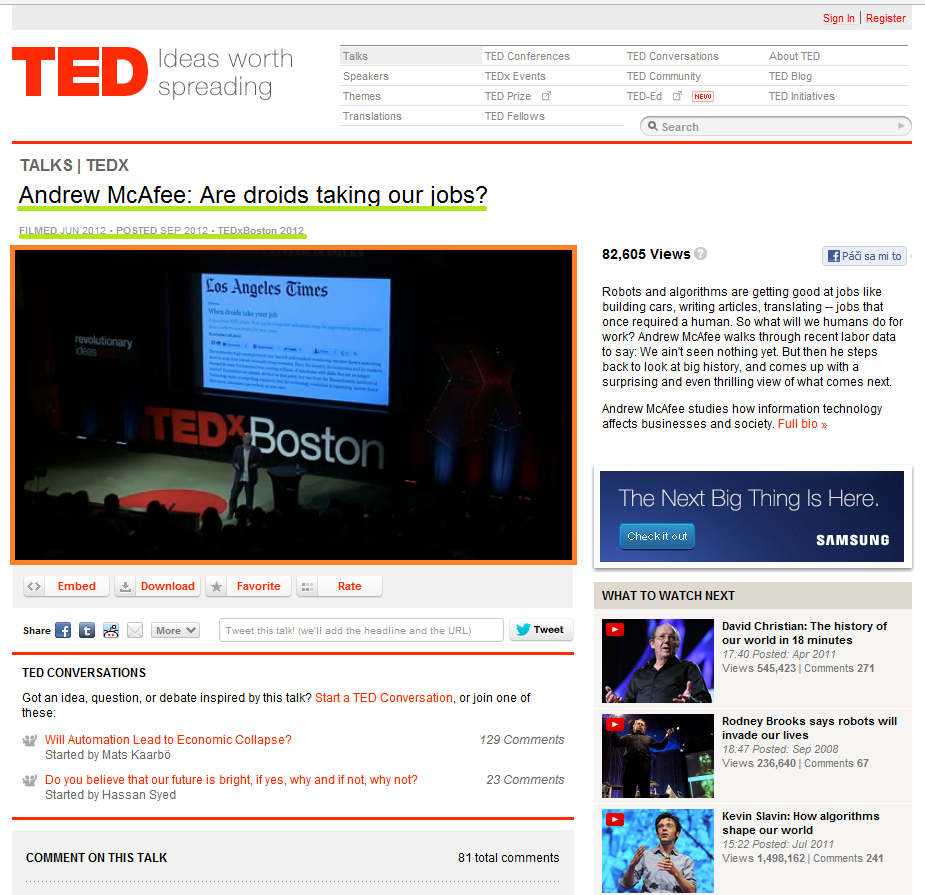 Sign In | Register
TED Ideas worth
spreading
Talks TED Conferences TED Conversations About TED
Speakers TEDx Events TED Community TED Blog
Themes TED Prize TED-Ed NEW TED Initiatives
Translations TED Fellows
Search
TALKS | TEDX
Andrew McAfee: Are droids taking our jobs?
FILMED JUN 2012 • POSTED SEP 2012 • TEDxBoston 2012
Los Angeles Times
When droids take your job
revolutionary
ideas
TEDxBoston
82,605 Views ?
Páči sa mi to
Robots and algorithms are getting good at jobs like
building cars, writing articles, translating -- jobs that
once required a human. So what will we humans do for
work? Andrew McAfee walks through recent labor data
to say: We ain't seen nothing yet. But then he steps
back to look at big history, and comes up with a
surprising and even thrilling view of what comes next.
Andrew McAfee studies how information technology
affects businesses and society. Full bio »
The Next Big Thing Is Here.
Check it out
SAMSUNG
Embed Download Favorite Rate
Share More Tweet this talk! (we'll add the headline and the URL) Tweet
TED CONVERSATIONS
Got an idea, question, or debate inspired by this talk? Start a TED Conversation, or join one of
these:
Will Automation Lead to Economic Collapse? 129 Comments
Started by Mats Kaarbö
Do you believe that our future is bright, if yes, why and if not, why not? 23 Comments
Started by Hassan Syed
COMMENT ON THIS TALK 81 total comments
WHAT TO WATCH NEXT
David Christian: The history of
our world in 18 minutes
17:40 Posted: Apr 2011
Views 545,423 | Comments 271
Rodney Brooks says robots will
invade our lives
18:47 Posted: Sep 2008
Views 236,640 | Comments 67
Kevin Slavin: How algorithms
shape our world
15:22 Posted: Jul 2011
Views 1,498,162 | Comments 241